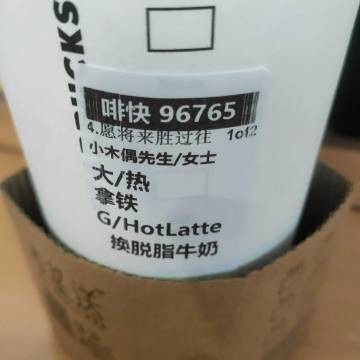 UCKS
啡快 96765
4.愿将来胜过往 1of2
小木偶先生/女士
大/热
拿铁
G/HotLatte
换脱脂牛奶